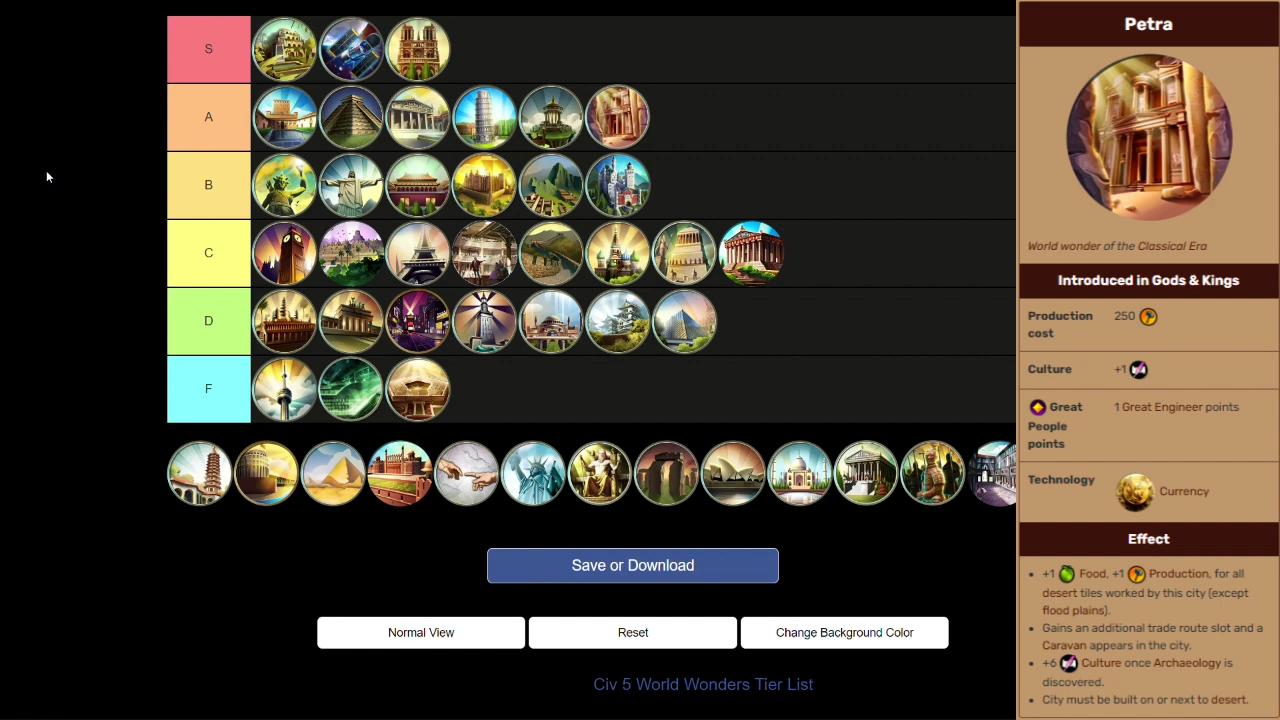 S
A
B
C
D
F
Save or Download
Normal View
Reset
Change Background Color
Civ 5 World Wonders Tier List
Petra
World wonder of the Classical Era
Introduced in Gods & Kings
Production
cost
250
Culture
+1
Great
People
points
1 Great Engineer points
Technology
Currency
Effect
• +1 Food, +1 Production, for all
desert tiles worked by this city (except
flood plains).
• Gains an additional trade route slot and a
Caravan appears in the city.
• +6 Culture once Archaeology is
discovered.
• City must be built on or next to desert.